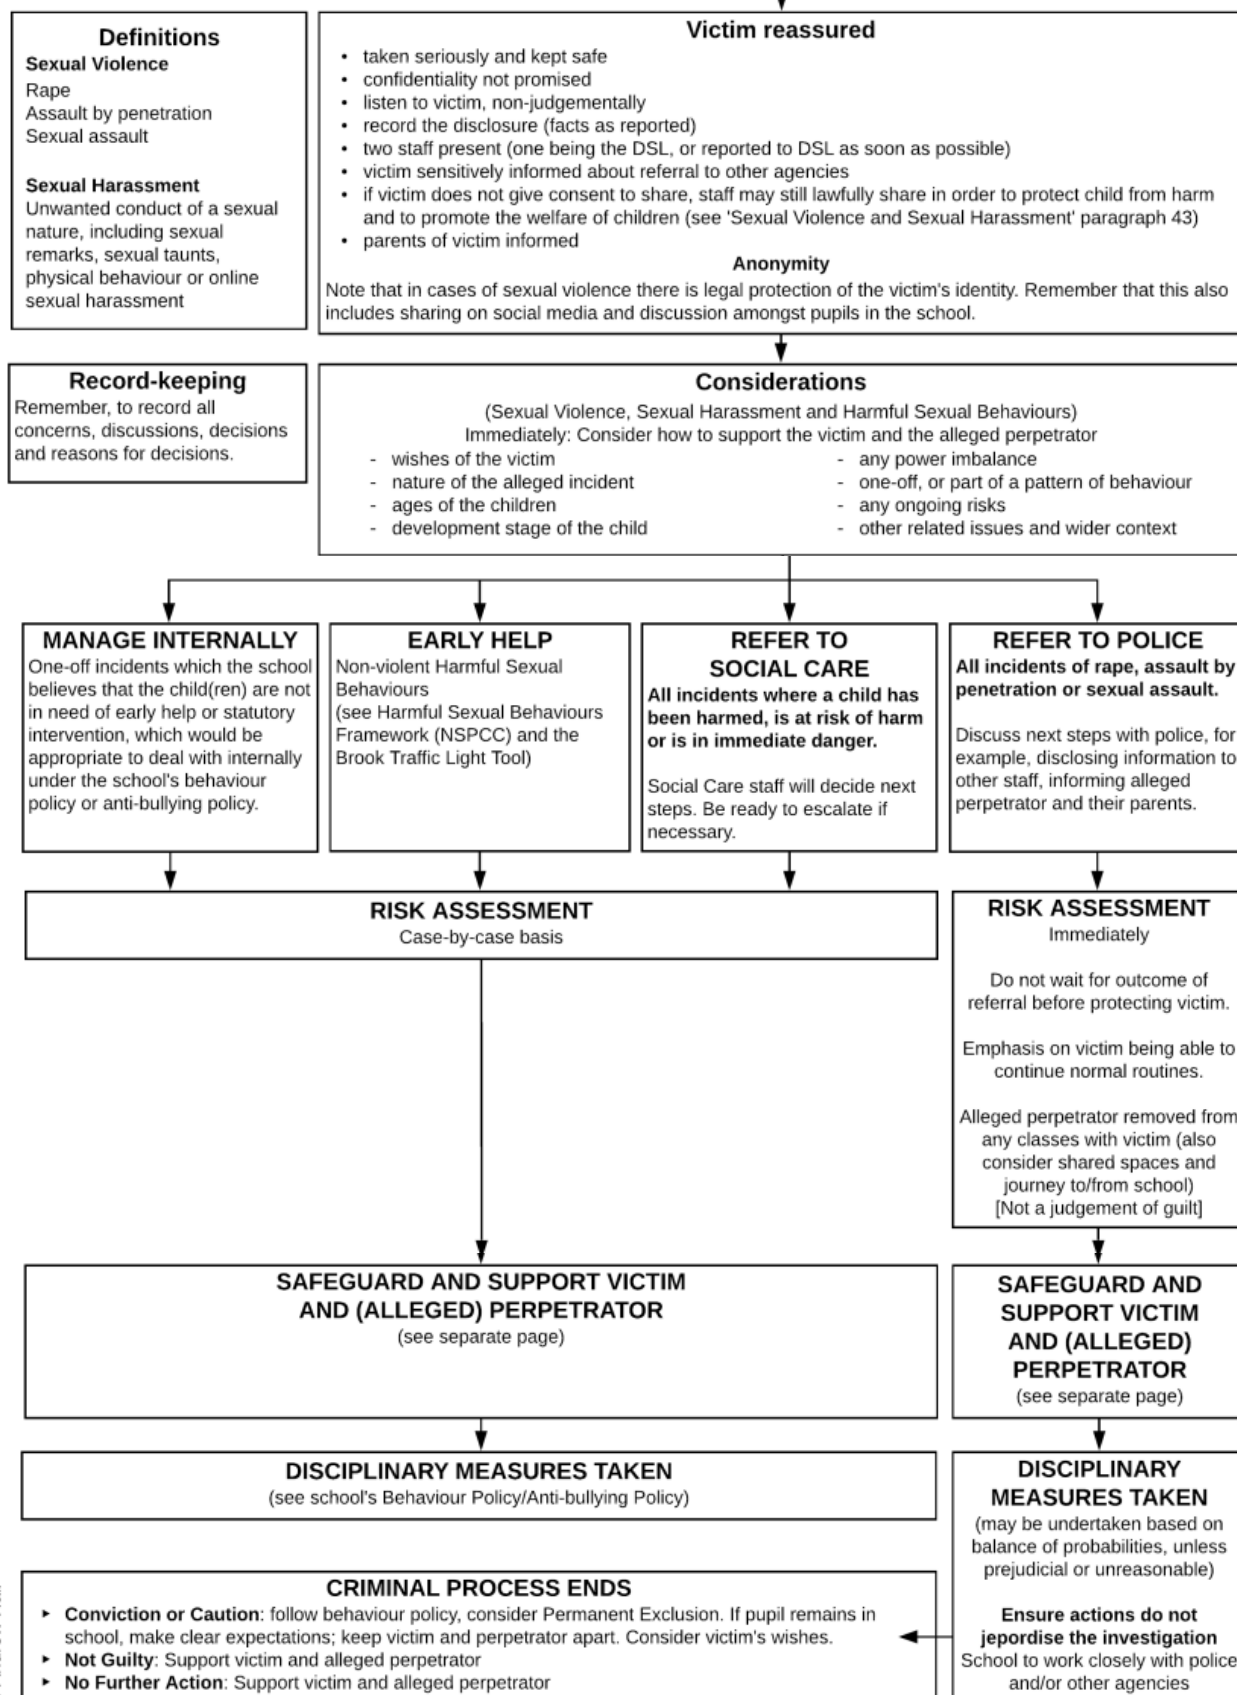 Definitions
Sexual Violence
Rape
Assault by penetration
Sexual assault
Sexual Harassment
Unwanted conduct of a sexual
nature, including sexual
remarks, sexual taunts,
physical behaviour or online
sexual harassment
Victim reassured
• taken seriously and kept safe
• confidentiality not promised
• listen to victim, non-judgementally
• record the disclosure (facts as reported)
• two staff present (one being the DSL, or reported to DSL as soon as possible)
• victim sensitively informed about referral to other agencies
• if victim does not give consent to share, staff may still lawfully share in order to protect child from harm
and to promote the welfare of children (see 'Sexual Violence and Sexual Harassment' paragraph 43)
• parents of victim informed
Anonymity
Note that in cases of sexual violence there is legal protection of the victim's identity. Remember that this also
includes sharing on social media and discussion amongst pupils in the school.
Record-keeping
Remember, to record all
concerns, discussions, decisions
and reasons for decisions.
Considerations
(Sexual Violence, Sexual Harassment and Harmful Sexual Behaviours)
Immediately: Consider how to support the victim and the alleged perpetrator
- wishes of the victim
- nature of the alleged incident
- ages of the children
- development stage of the child
- any power imbalance
- one-off, or part of a pattern of behaviour
- any ongoing risks
- other related issues and wider context
MANAGE INTERNALLY
One-off incidents which the school
believes that the child(ren) are not
in need of early help or statutory
intervention, which would be
appropriate to deal with internally
under the school's behaviour
policy or anti-bullying policy.
EARLY HELP
Non-violent Harmful Sexual
Behaviours
(see Harmful Sexual Behaviours
Framework (NSPCC) and the
Brook Traffic Light Tool)
REFER TO
SOCIAL CARE
All incidents where a child has
been harmed, is at risk of harm
or is in immediate danger.
Social Care staff will decide next
steps. Be ready to escalate if
necessary.
REFER TO POLICE
All incidents of rape, assault by
penetration or sexual assault.
Discuss next steps with police, for
example, disclosing information to
other staff, informing alleged
perpetrator and their parents.
RISK ASSESSMENT
Case-by-case basis
RISK ASSESSMENT
Immediately
Do not wait for outcome of
referral before protecting victim.
Emphasis on victim being able to
continue normal routines.
Alleged perpetrator removed from
any classes with victim (also
consider shared spaces and
journey to/from school)
[Not a judgement of guilt]
SAFEGUARD AND SUPPORT VICTIM
AND (ALLEGED) PERPETRATOR
(see separate page)
SAFEGUARD AND
SUPPORT VICTIM
AND (ALLEGED)
PERPETRATOR
(see separate page)
DISCIPLINARY MEASURES TAKEN
(see school's Behaviour Policy/Anti-bullying Policy)
DISCIPLINARY
MEASURES TAKEN
(may be undertaken based on
balance of probabilities, unless
prejudicial or unreasonable)
Ensure actions do not
jepordise the investigation
School to work closely with police
and/or other agencies
CRIMINAL PROCESS ENDS
▸ Conviction or Caution: follow behaviour policy, consider Permanent Exclusion. If pupil remains in
school, make clear expectations; keep victim and perpetrator apart. Consider victim's wishes.
▸ Not Guilty: Support victim and alleged perpetrator
▸ No Further Action: Support victim and alleged perpetrator